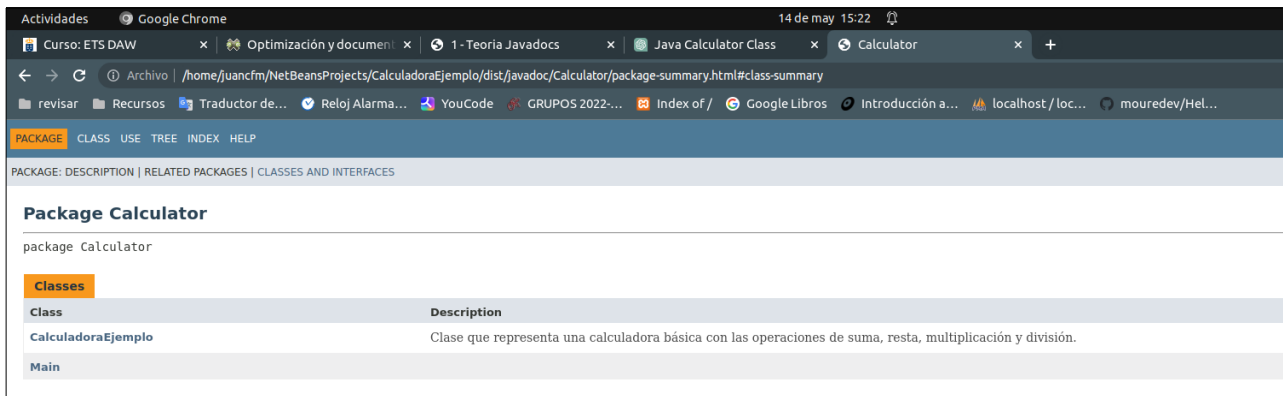 Actividades Google Chrome 14 de may 15:22
Curso: ETS DAW × Optimización y document × 1 - Teoria Javadocs × Java Calculator Class × Calculator × +
Archivo | /home/juancfm/NetBeansProjects/CalculadoraEjemplo/dist/javadoc/Calculator/package-summary.html#class-summary
revisar Recursos Traductor de... Reloj Alarma... YouCode GRUPOS 2022-... Index of / Google Libros Introducción a... localhost / loc... mouredev/Hel...
PACKAGE CLASS USE TREE INDEX HELP
PACKAGE: DESCRIPTION | RELATED PACKAGES | CLASSES AND INTERFACES
Package Calculator
package Calculator
Classes
Class Description
CalculadoraEjemplo Clase que representa una calculadora básica con las operaciones de suma, resta, multiplicación y división.
Main